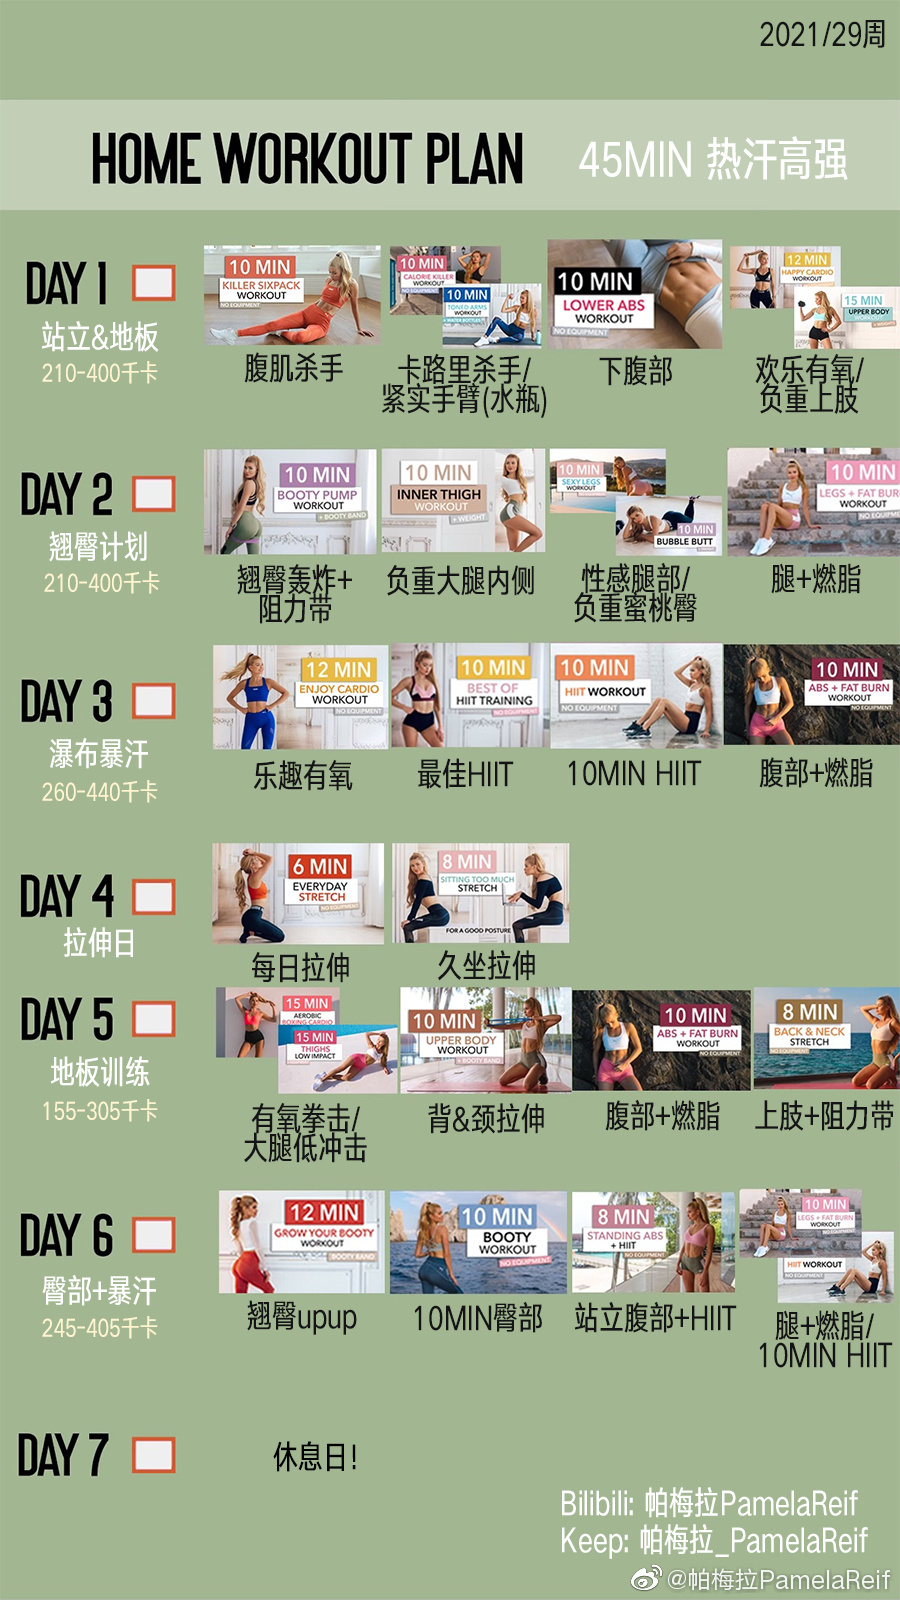 2021/29周
HOME WORKOUT PLAN
45MIN 热汗高强
DAY 1
站立&地板
210-400千卡
10 MIN
KILLER SIXPACK
WORKOUT
NO EQUIPMENT
腹肌杀手
10 MIN
CALORIE KILLER
WORKOUT
10 MIN
TONED ARMS
WORKOUT
+ WATER BOTTLES
卡路里杀手/
紧实手臂(水瓶)
10 MIN
LOWER ABS
WORKOUT
NO EQUIPMENT
下腹部
12 MIN
HAPPY CARDIO
WORKOUT
15 MIN
UPPER BODY
WORKOUT
欢乐有氧/
负重上肢
DAY 2
翘臀计划
210-400千卡
10 MIN
BOOTY PUMP
WORKOUT
+ BOOTY BAND
翘臀轰炸+
阻力带
10 MIN
INNER THIGH
WORKOUT
+ WEIGHT
负重大腿内侧
10 MIN
SEXY LEGS
WORKOUT
10 MIN
BUBBLE BUTT
性感腿部/
负重蜜桃臀
10 MIN
LEGS + FAT BUR
WORKOUT
NO EQUIPME
腿+燃脂
DAY 3
瀑布暴汗
260-440千卡
12 MIN
ENJOY CARDIO
WORKOUT
NO EQUIPMENT
乐趣有氧
10 MIN
BEST OF
HIIT TRAINING
NO EQUIPMENT
最佳HIIT
10 MIN
HIIT WORKOUT
NO EQUIPMENT
10MIN HIIT
10 MIN
ABS + FAT BURN
WORKOUT
NO EQUIPMENT
腹部+燃脂
DAY 4
拉伸日
6 MIN
EVERYDAY
STRETCH
NO EQUIPMENT
每日拉伸
8 MIN
SITTING TOO MUCH
STRETCH
FOR A GOOD POSTURE
久坐拉伸
DAY 5
地板训练
155-305千卡
15 MIN
AEROBIC
BOXING CARDIO
15 MIN
THIGHS
LOW IMPACT
有氧拳击/
大腿低冲击
10 MIN
UPPER BODY
WORKOUT
+ BOOTY BAND
背&颈拉伸
10 MIN
ABS + FAT BURN
WORKOUT
NO EQUIPMENT
腹部+燃脂
8 MIN
BACK & NECK
STRETCH
NO EQUIPMENT
上肢+阻力带
DAY 6
臀部+暴汗
245-405千卡
12 MIN
GROW YOUR BOOTY
WORKOUT
BOOTY BAND
翘臀upup
10 MIN
BOOTY
WORKOUT
NO EQUIPMENT
10MIN臀部
8 MIN
STANDING ABS
+ HIIT
NO EQUIPMENT
站立腹部+HIIT
10 MIN
LEGS + FAT BURN
WORKOUT
HIIT WORKOUT
NO EQUIPMENT
腿+燃脂/
10MIN HIIT
DAY 7
休息日!
Bilibili: 帕梅拉PamelaReif
Keep: 帕梅拉_PamelaReif
@帕梅拉PamelaReif